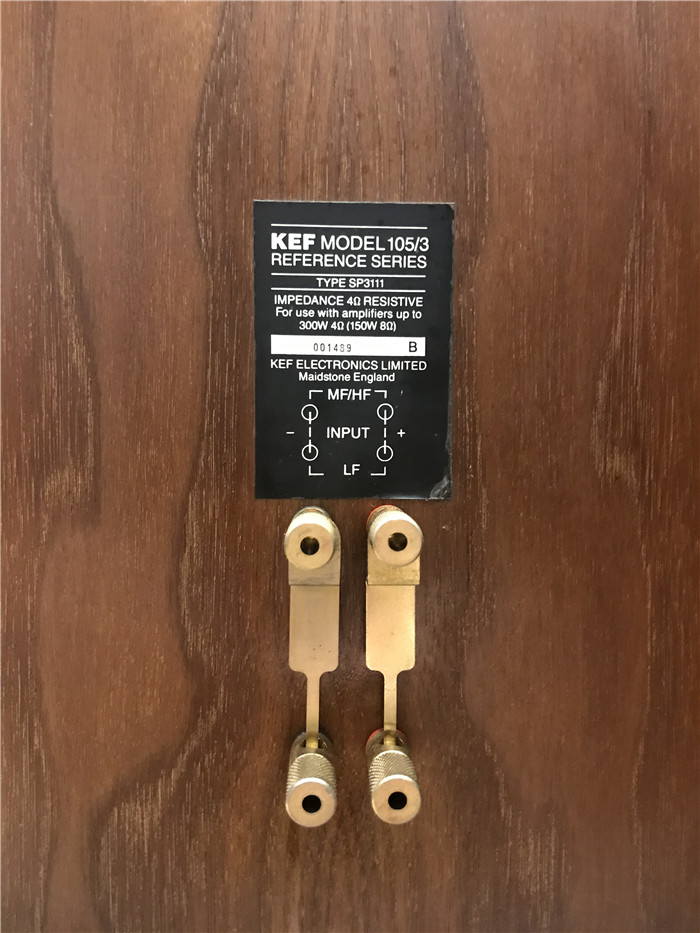 KEF MODEL 105/3
REFERENCE SERIES
TYPE SP3111
IMPEDANCE 4Ω RESISTIVE
For use with amplifiers up to
300W 4Ω (150W 8Ω)
001489 B
KEF ELECTRONICS LIMITED
Maidstone England
MF/HF
− INPUT +
LF